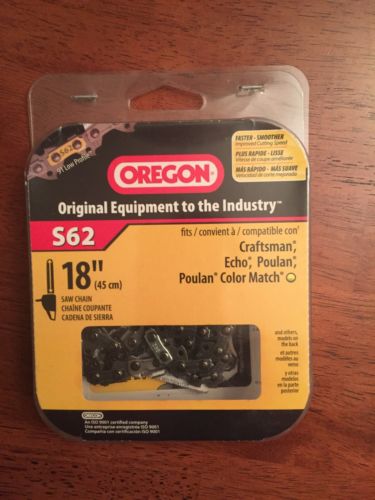 S62
91 Low Profile
FASTER - SMOOTHER
Improved Cutting Speed
PLUS RAPIDE - LISSE
Vitesse de coupe améliorée
MÁS RÁPIDO - MÁS SUAVE
Velocidad de corte mejorada
OREGON®
Original Equipment to the Industry™
S62
fits / convient à / compatible con*
18"
(45 cm)
SAW CHAIN
CHAÎNE COUPANTE
CADENA DE SIERRA
Craftsman®,
Echo®, Poulan®,
Poulan® Color Match®
and others,
models on
the back
et autres
modèles au
verso
y otras
modelos en
la parte
posterior
OREGON
An ISO 9001 certified company
Une entreprise enregistrée ISO 9001
Compañía con certificación ISO 9001